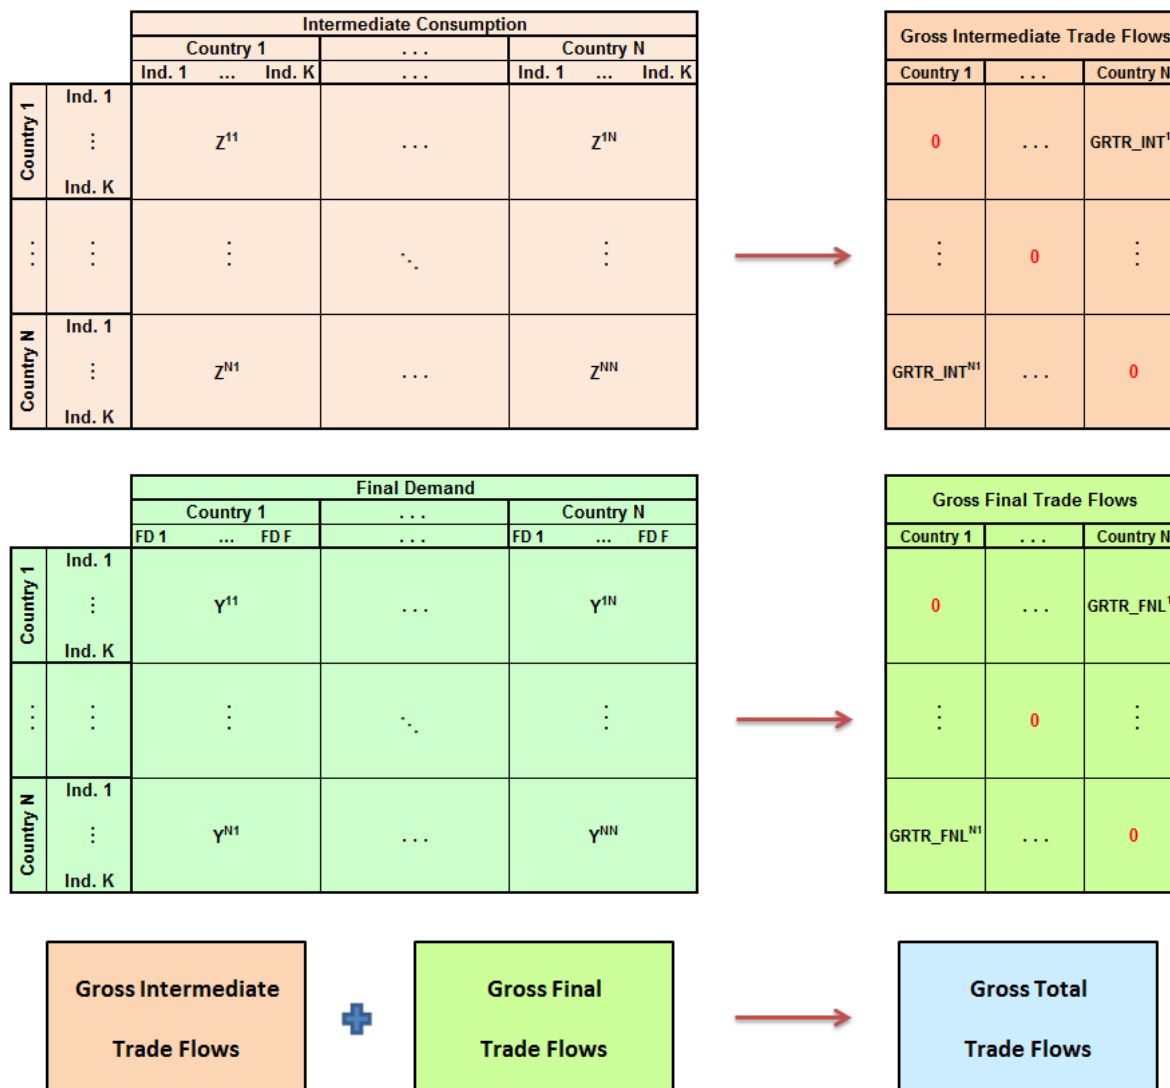 Intermediate Consumption
Country 1 . . . Country N
Ind. 1 ... Ind. K . . . Ind. 1 ... Ind. K
Country 1
Ind. 1
⋮
Ind. K
Z¹¹ . . . Z¹ᴺ
⋮ ⋮ ⋮ ⋱ ⋮
Country N
Ind. 1
⋮
Ind. K
Zᴺ¹ . . . Zᴺᴺ
Gross Intermediate Trade Flows
Country 1 . . . Country N
0 . . . GRTR_INT¹
⋮ 0 ⋮
GRTR_INTᴺ¹ . . . 0
Final Demand
Country 1 . . . Country N
FD 1 ... FD F . . . FD 1 ... FD F
Country 1
Ind. 1
⋮
Ind. K
Y¹¹ . . . Y¹ᴺ
⋮ ⋮ ⋮ ⋱ ⋮
Country N
Ind. 1
⋮
Ind. K
Yᴺ¹ . . . Yᴺᴺ
Gross Final Trade Flows
Country 1 . . . Country N
0 . . . GRTR_FNL¹
⋮ 0 ⋮
GRTR_FNLᴺ¹ . . . 0
Gross Intermediate
Trade Flows
Gross Final
Trade Flows
Gross Total
Trade Flows